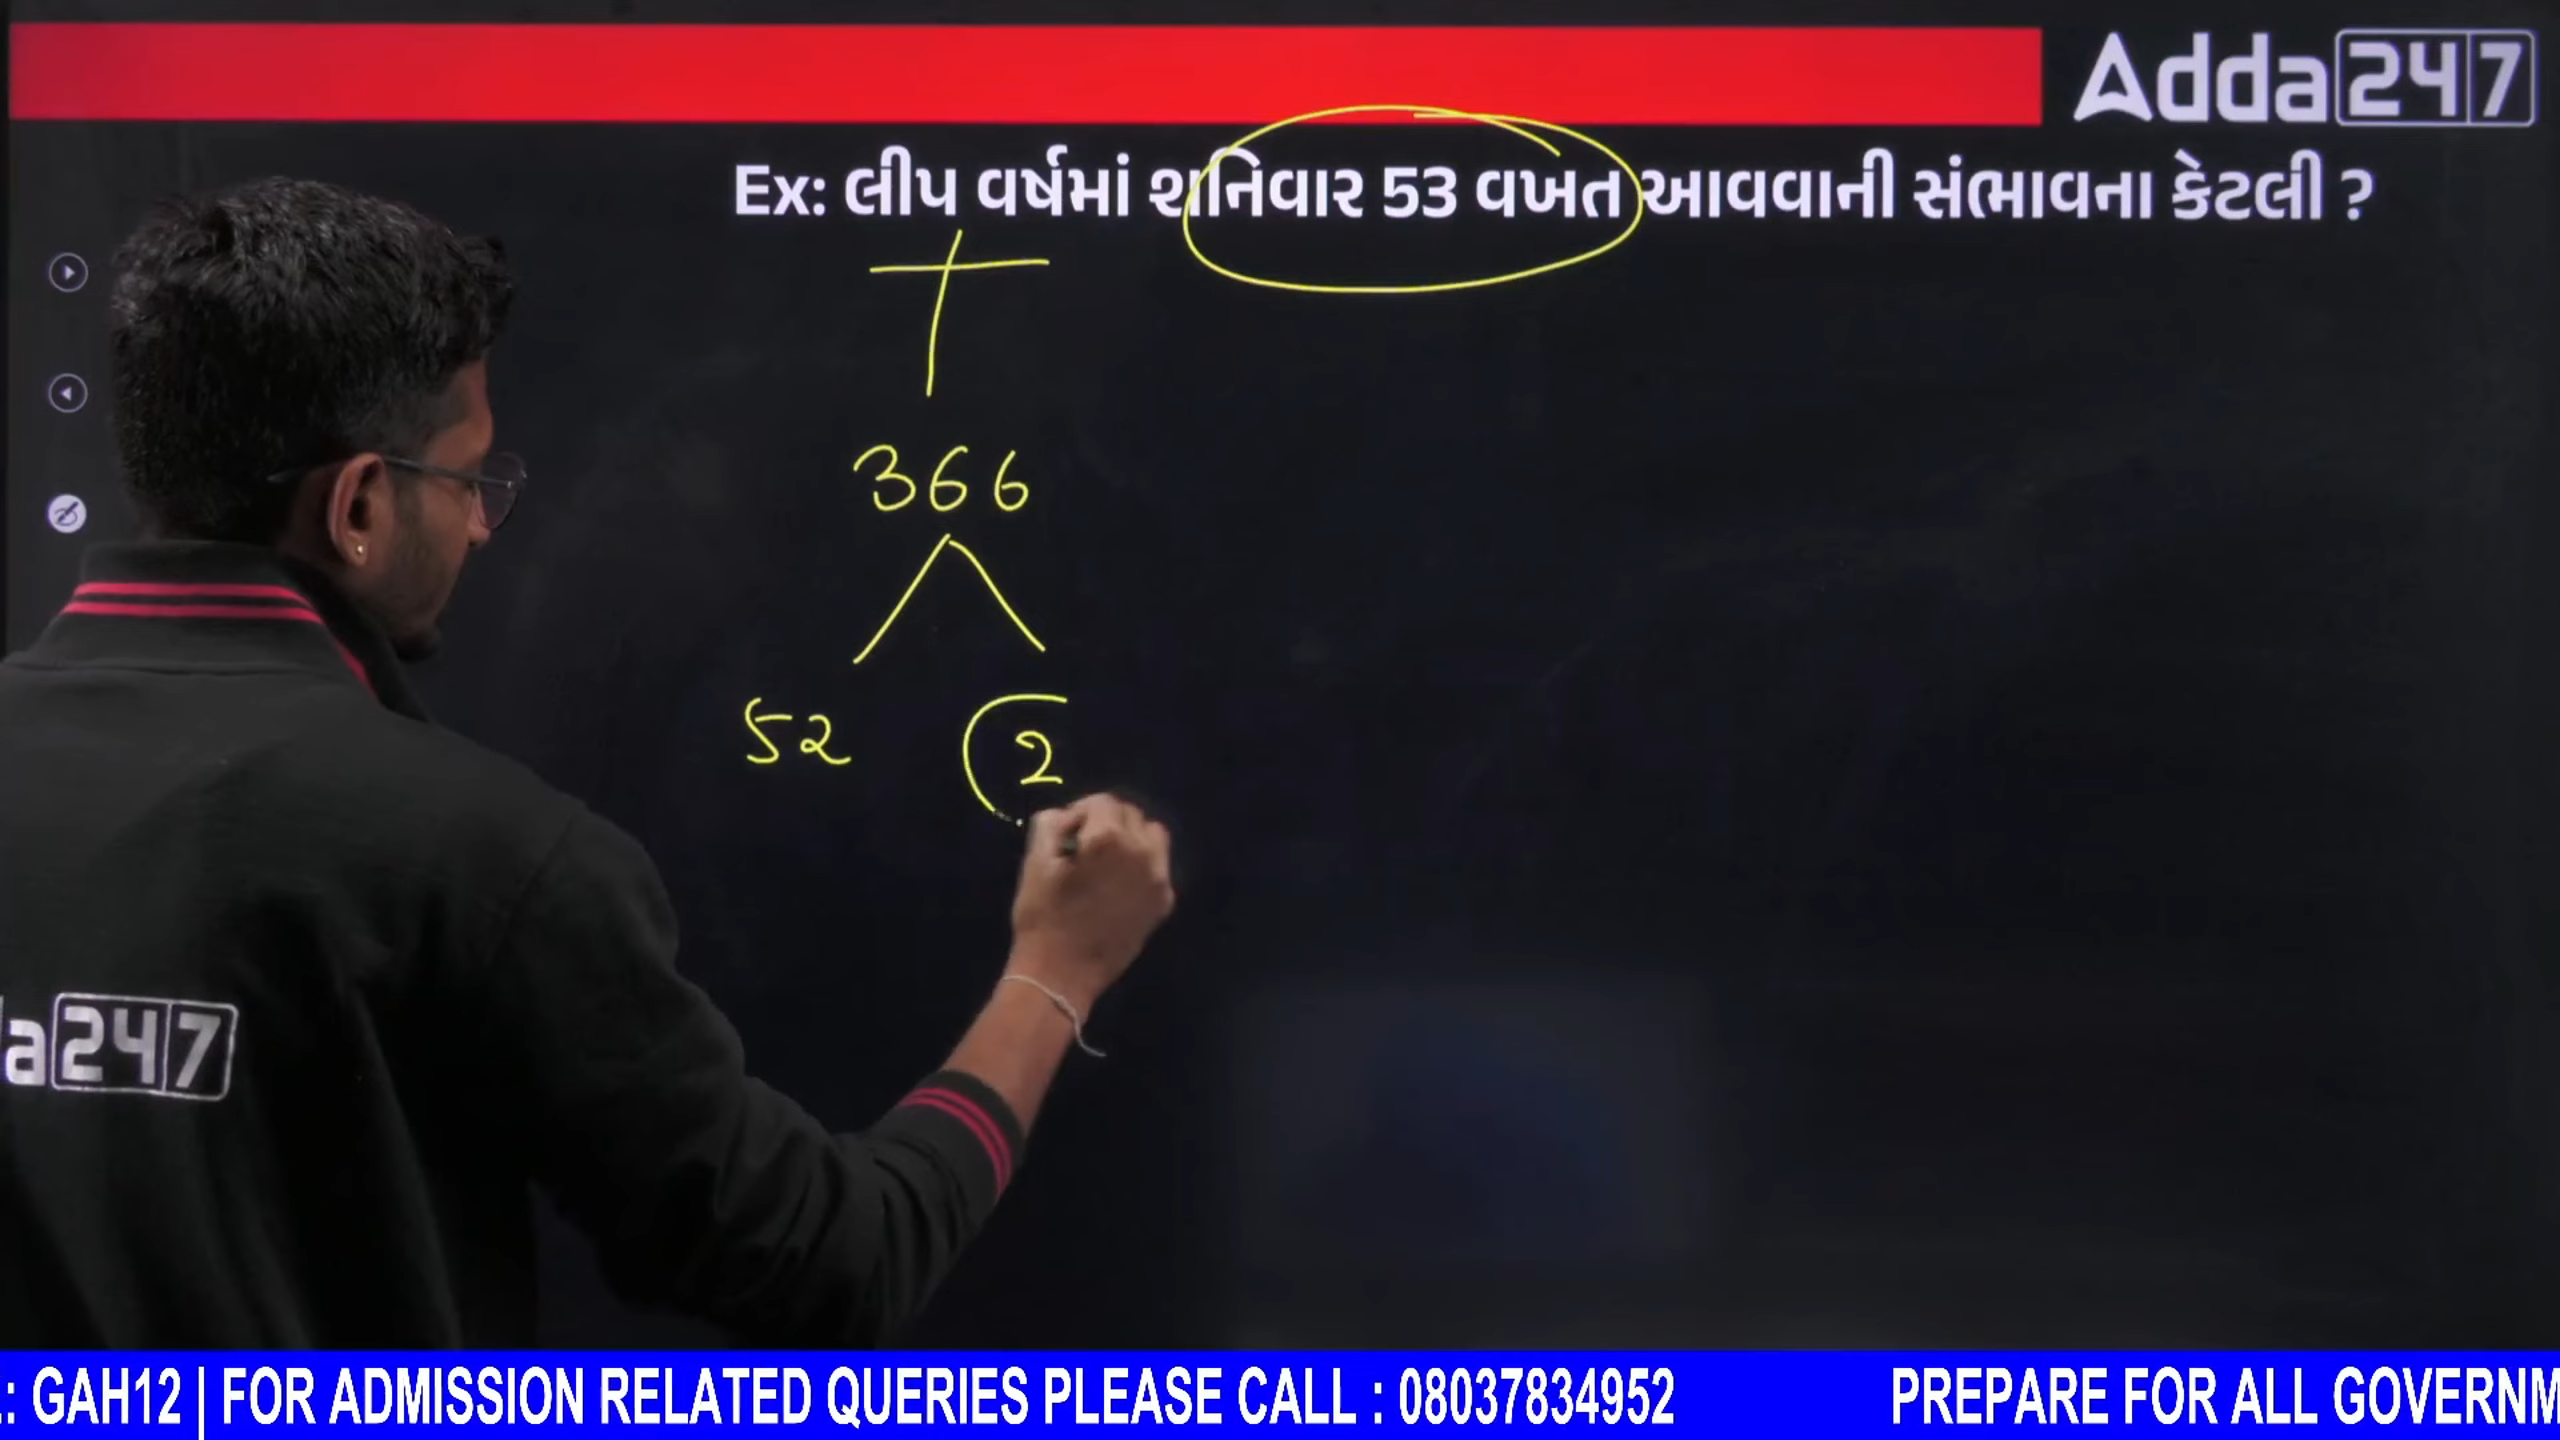 Adda247
Ex: લીપ વર્ષમાં શનિવાર 53 વખત આવવાની સંભાવના કેટલી ?
366
52 2
a247
: GAH12 | FOR ADMISSION RELATED QUERIES PLEASE CALL : 08037834952 PREPARE FOR ALL GOVERNM